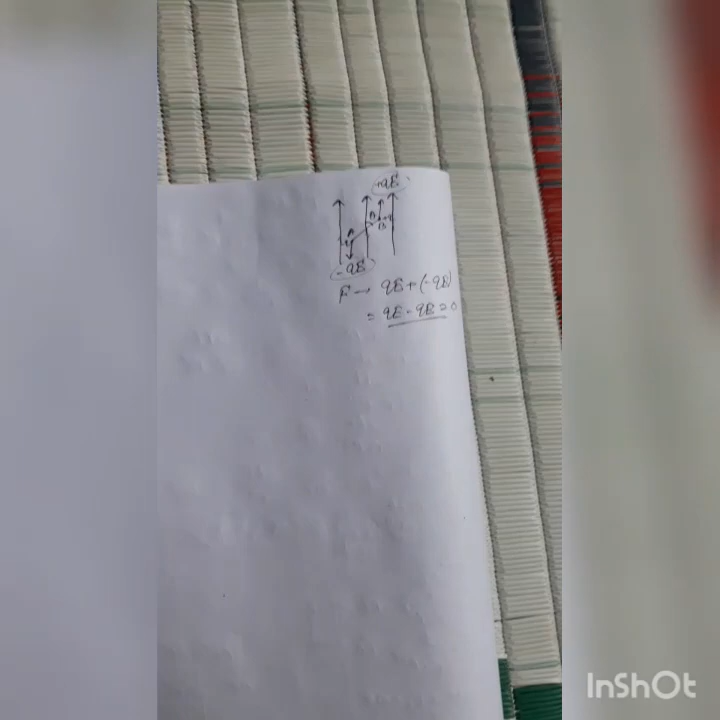 +qE
-qE
F → qE + (-qE)
= qE - qE = 0
InShOt